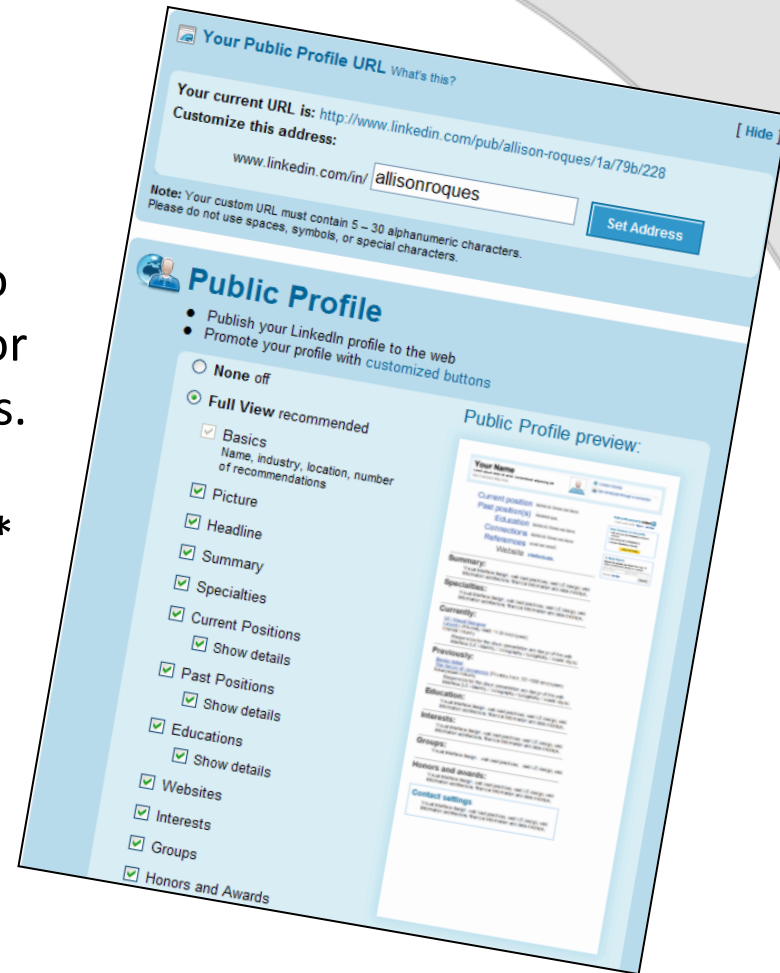 Your Public Profile URL What's this?
[ Hide ]
Your current URL is: http://www.linkedin.com/pub/allison-roques/1a/79b/228
Customize this address:
www.linkedin.com/in/ allisonroques
Set Address
Note: Your custom URL must contain 5 – 30 alphanumeric characters.
Please do not use spaces, symbols, or special characters.
Public Profile
● Publish your LinkedIn profile to the web
● Promote your profile with customized buttons
None off
Full View recommended
Basics
Name, industry, location, number
of recommendations
Picture
Headline
Summary
Specialties
Current Positions
Show details
Past Positions
Show details
Educations
Show details
Websites
Interests
Groups
Honors and Awards
Public Profile preview:
Your Name
Current position
Past position(s)
Education
Connections
References
Website
Summary:
Specialties:
Currently:
Previously:
Education:
Interests:
Groups:
Honors and awards:
Contact settings
s.
*